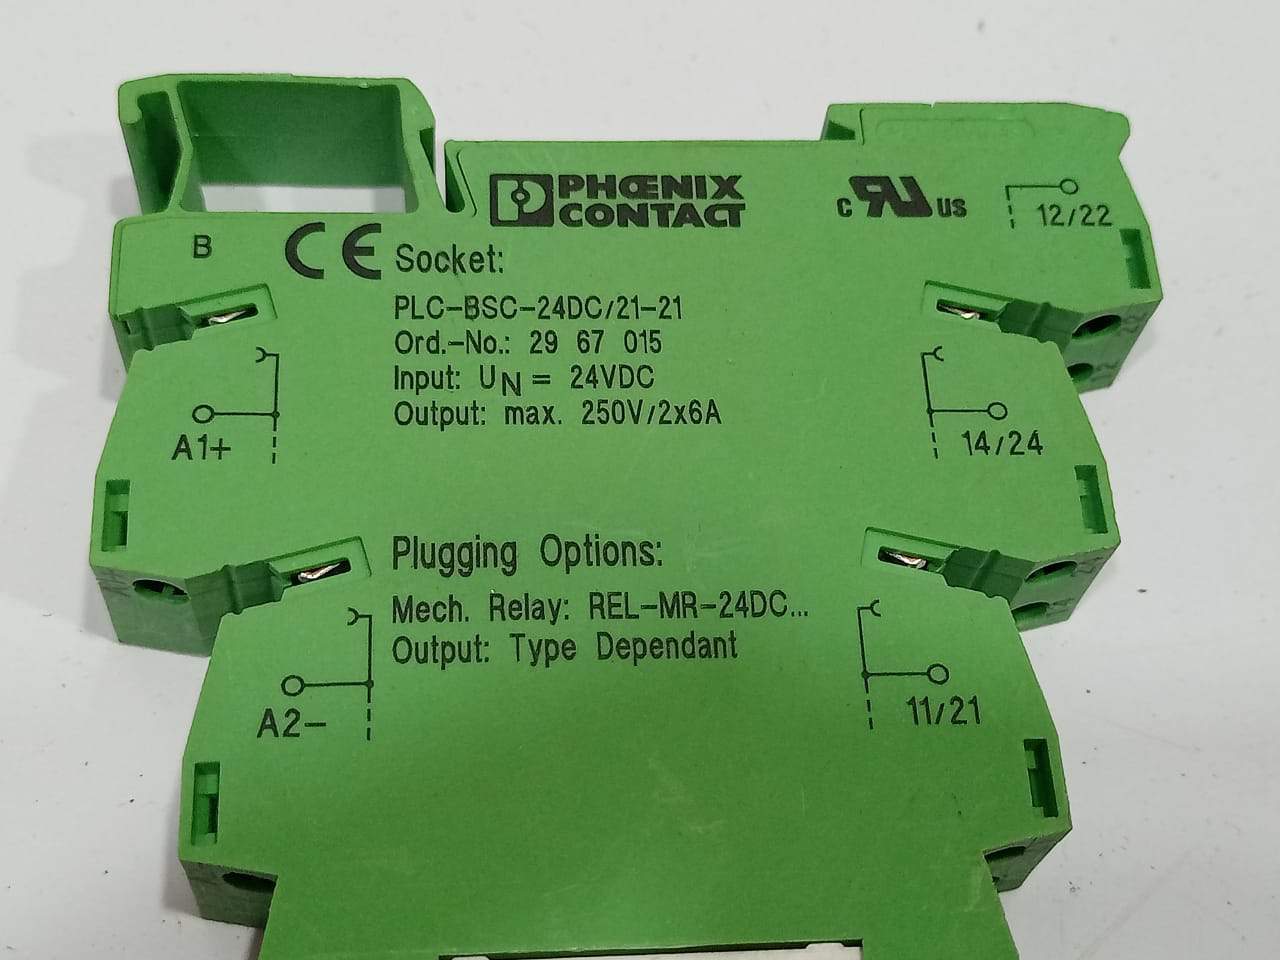 PHŒNIX
CONTACT
c RU US
12/22
B
CE
Socket:
PLC-BSC-24DC/21-21
Ord.-No.: 29 67 015
Input: UN = 24VDC
Output: max. 250V/2x6A
A1+
14/24
Plugging Options:
Mech. Relay: REL-MR-24DC...
Output: Type Dependant
A2-
11/21